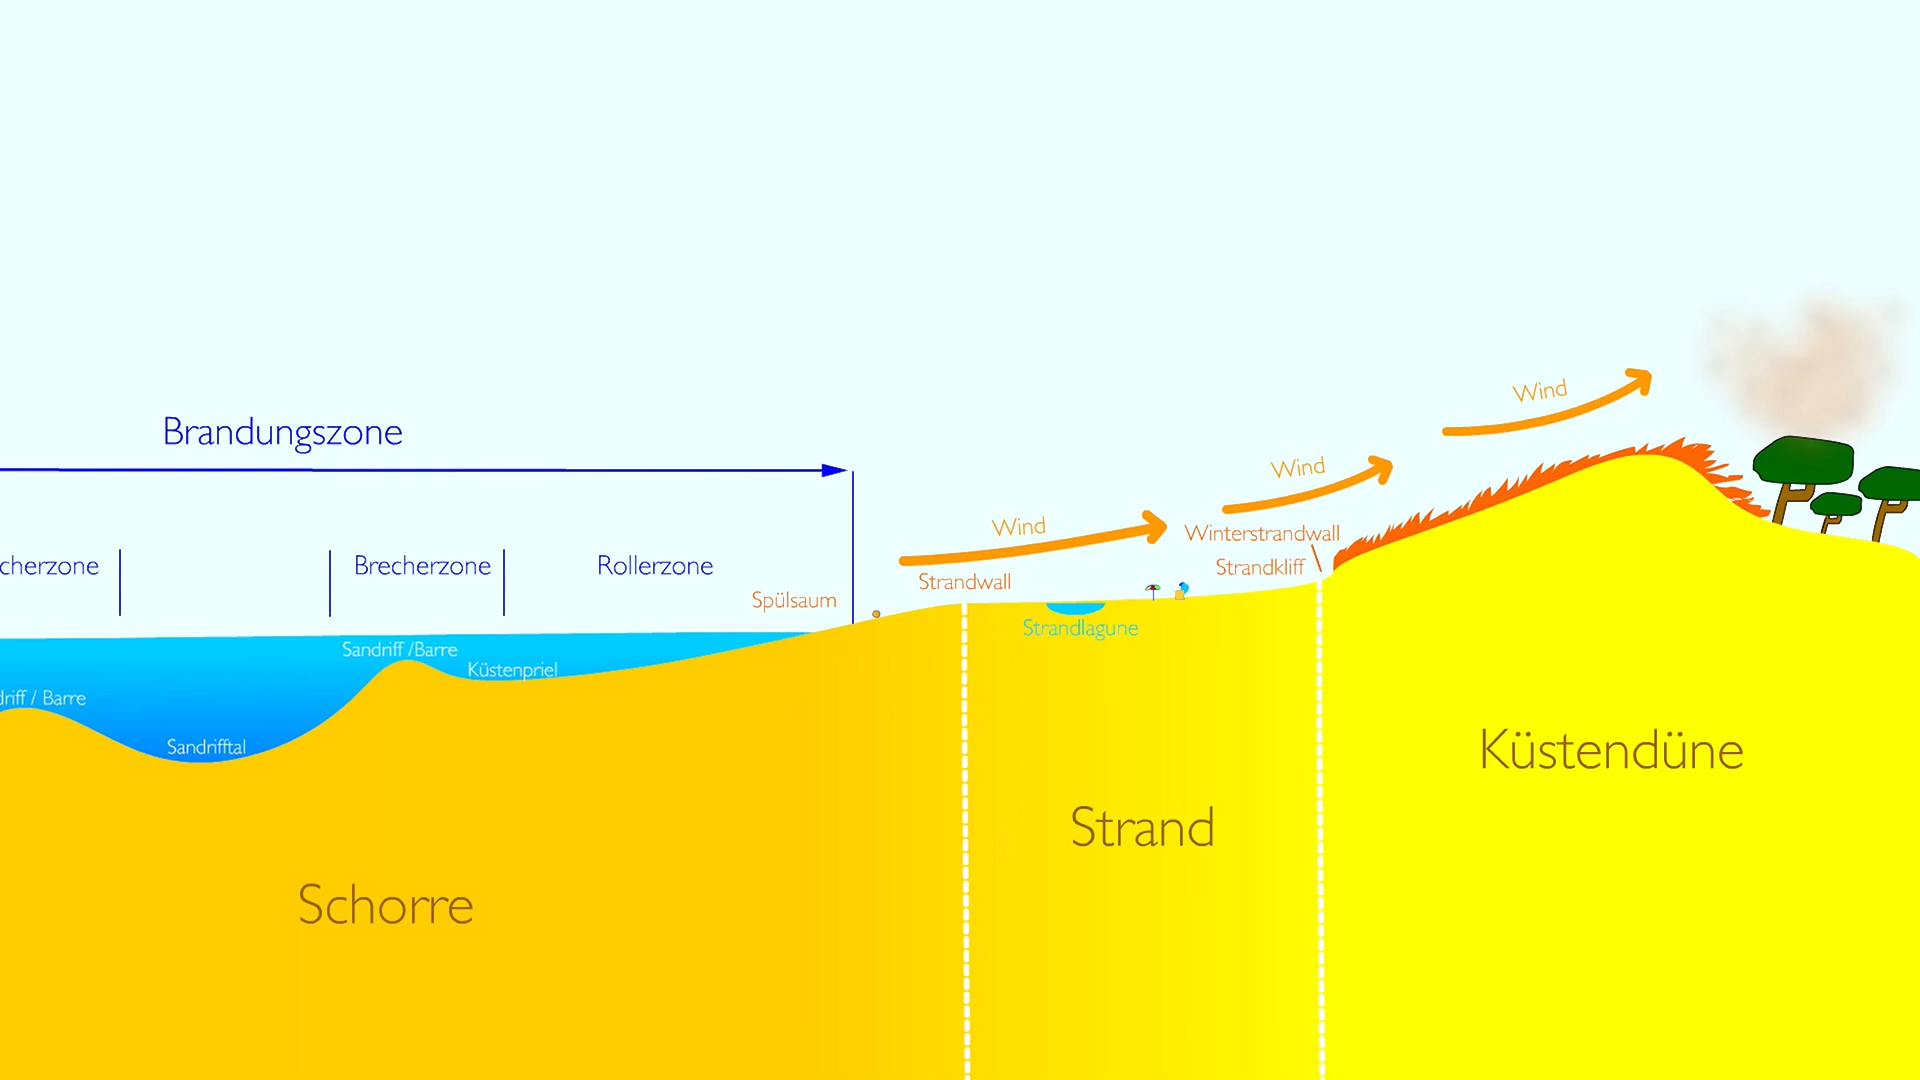 Wind
Brandungszone
Wind
Wind
Winterstrandwall
cherzone
Brecherzone
Rollerzone
Strandkliff
Strandwall
Spülsaum
Strandlagune
Sandriff /Barre
Küstenpriel
driff / Barre
Sandrifftal
Küstendüne
Strand
Schorre